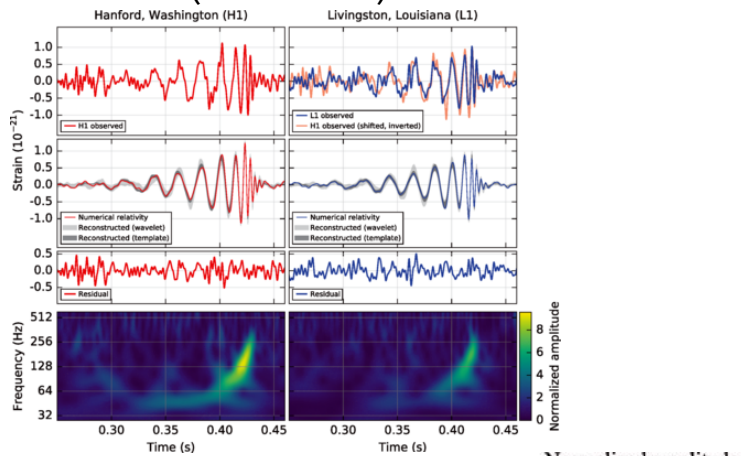 Hanford, Washington (H1)
Livingston, Louisiana (L1)
Strain (10⁻²¹)
1.0
0.5
0.0
-0.5
-1.0
H1 observed
L1 observed
H1 observed (shifted, inverted)
1.0
0.5
0.0
-0.5
-1.0
Numerical relativity
Reconstructed (wavelet)
Reconstructed (template)
Numerical relativity
Reconstructed (wavelet)
Reconstructed (template)
0.5
0.0
-0.5
Residual
Residual
Frequency (Hz)
512
256
128
64
32
Normalized amplitude
8
6
4
2
0
0.30
0.35
0.40
0.45
0.30
0.35
0.40
0.45
Time (s)
Time (s)